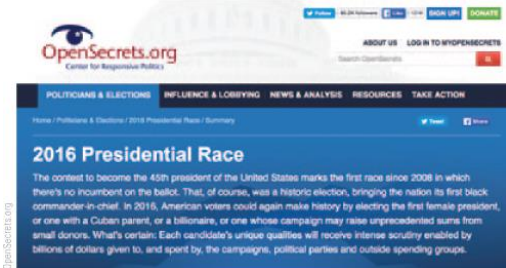 Follow
Like
SIGN UP!
DONATE
OpenSecrets.org
Center for Responsive Politics
ABOUT US LOG IN TO MYOPENSECRETS
Search OpenSecrets
POLITICIANS & ELECTIONS INFLUENCE & LOBBYING NEWS & ANALYSIS RESOURCES TAKE ACTION
Home / Politicians & Elections / 2016 Presidential Race / Summary
Tweet
Share
2016 Presidential Race
The contest to become the 45th president of the United States marks the first race since 2008 in which
there's no incumbent on the ballot. That, of course, was a historic election, bringing the nation its first black
commander-in-chief. In 2016, American voters could again make history by electing the first female president,
or one with a Cuban parent, or a billionaire, or one whose campaign may raise unprecedented sums from
small donors. What's certain: Each candidate's unique qualities will receive intense scrutiny enabled by
billions of dollars given to, and spent by, the campaigns, political parties and outside spending groups.
OpenSecrets.org